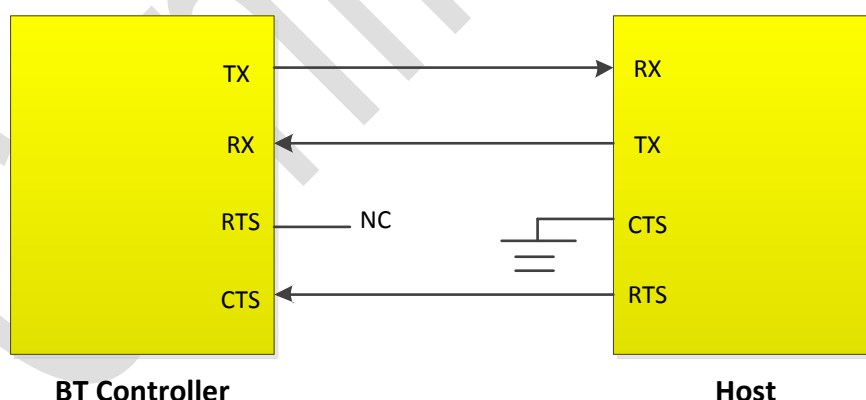 TX RX
RX TX
RTS NC CTS
CTS RTS
BT Controller Host